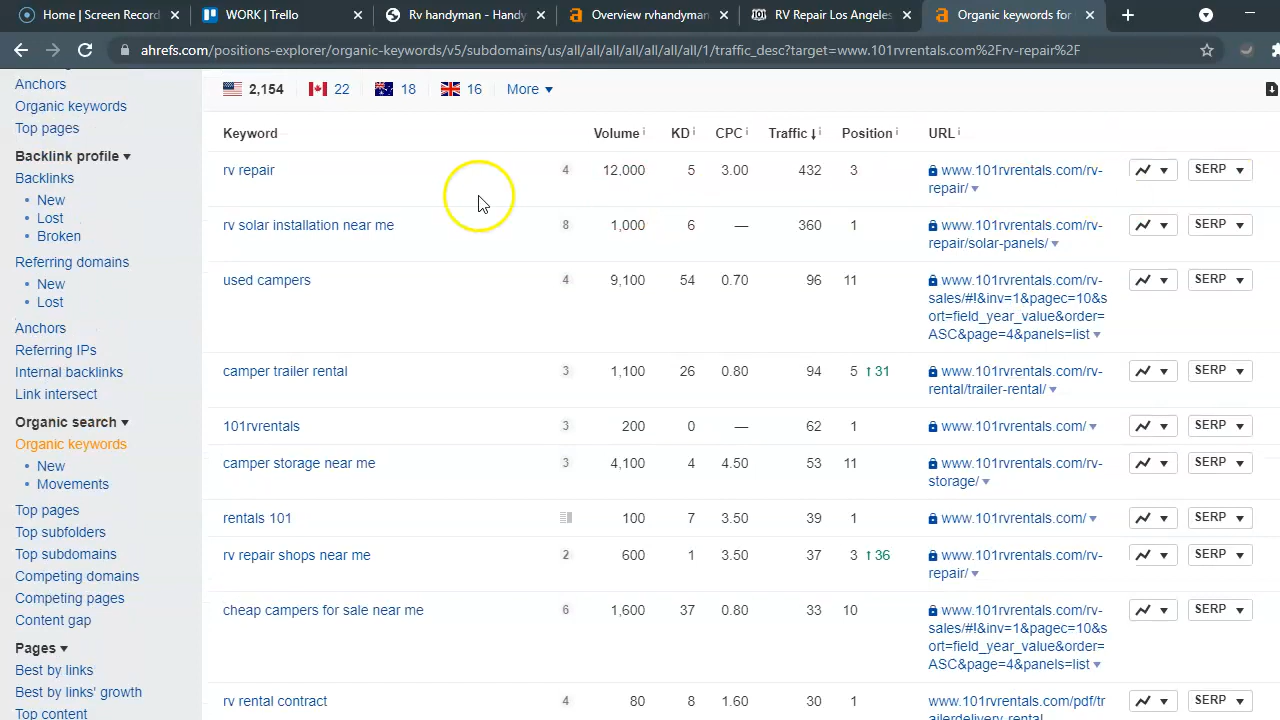 Home | Screen Record
WORK | Trello
Rv handyman - Handy
Overview rvhandyman
RV Repair Los Angeles
Organic keywords for
ahrefs.com/positions-explorer/organic-keywords/v5/subdomains/us/all/all/all/all/all/all/all/1/traffic_desc?target=www.101rvrentals.com%2Frv-repair%2F
Anchors
Organic keywords
Top pages
Backlink profile
Backlinks
New
Lost
Broken
Referring domains
New
Lost
Anchors
Referring IPs
Internal backlinks
Link intersect
Organic search
Organic keywords
New
Movements
Top pages
Top subfolders
Top subdomains
Competing domains
Competing pages
Content gap
Pages
Best by links
Best by links' growth
Top content
2,154 22 18 16 More
Keyword Volume i KD i CPC i Traffic ↓ i Position i URL i
rv repair 4 12,000 5 3.00 432 3 www.101rvrentals.com/rv- SERP
repair/
rv solar installation near me 8 1,000 6 — 360 1 www.101rvrentals.com/rv- SERP
repair/solar-panels/
used campers 4 9,100 54 0.70 96 11 www.101rvrentals.com/rv- SERP
sales/#!&inv=1&pagec=10&s
ort=field_year_value&order=
ASC&page=4&panels=list
camper trailer rental 3 1,100 26 0.80 94 5 ↑31 www.101rvrentals.com/rv- SERP
rental/trailer-rental/
101rvrentals 3 200 0 — 62 1 www.101rvrentals.com/ SERP
camper storage near me 3 4,100 4 4.50 53 11 www.101rvrentals.com/rv- SERP
storage/
rentals 101 100 7 3.50 39 1 www.101rvrentals.com/ SERP
rv repair shops near me 2 600 1 3.50 37 3 ↑36 www.101rvrentals.com/rv- SERP
repair/
cheap campers for sale near me 6 1,600 37 0.80 33 10 www.101rvrentals.com/rv- SERP
sales/#!&inv=1&pagec=10&s
ort=field_year_value&order=
ASC&page=4&panels=list
rv rental contract 4 80 8 1.60 30 1 www.101rvrentals.com/pdf/t SERP
railerdelivery-rental